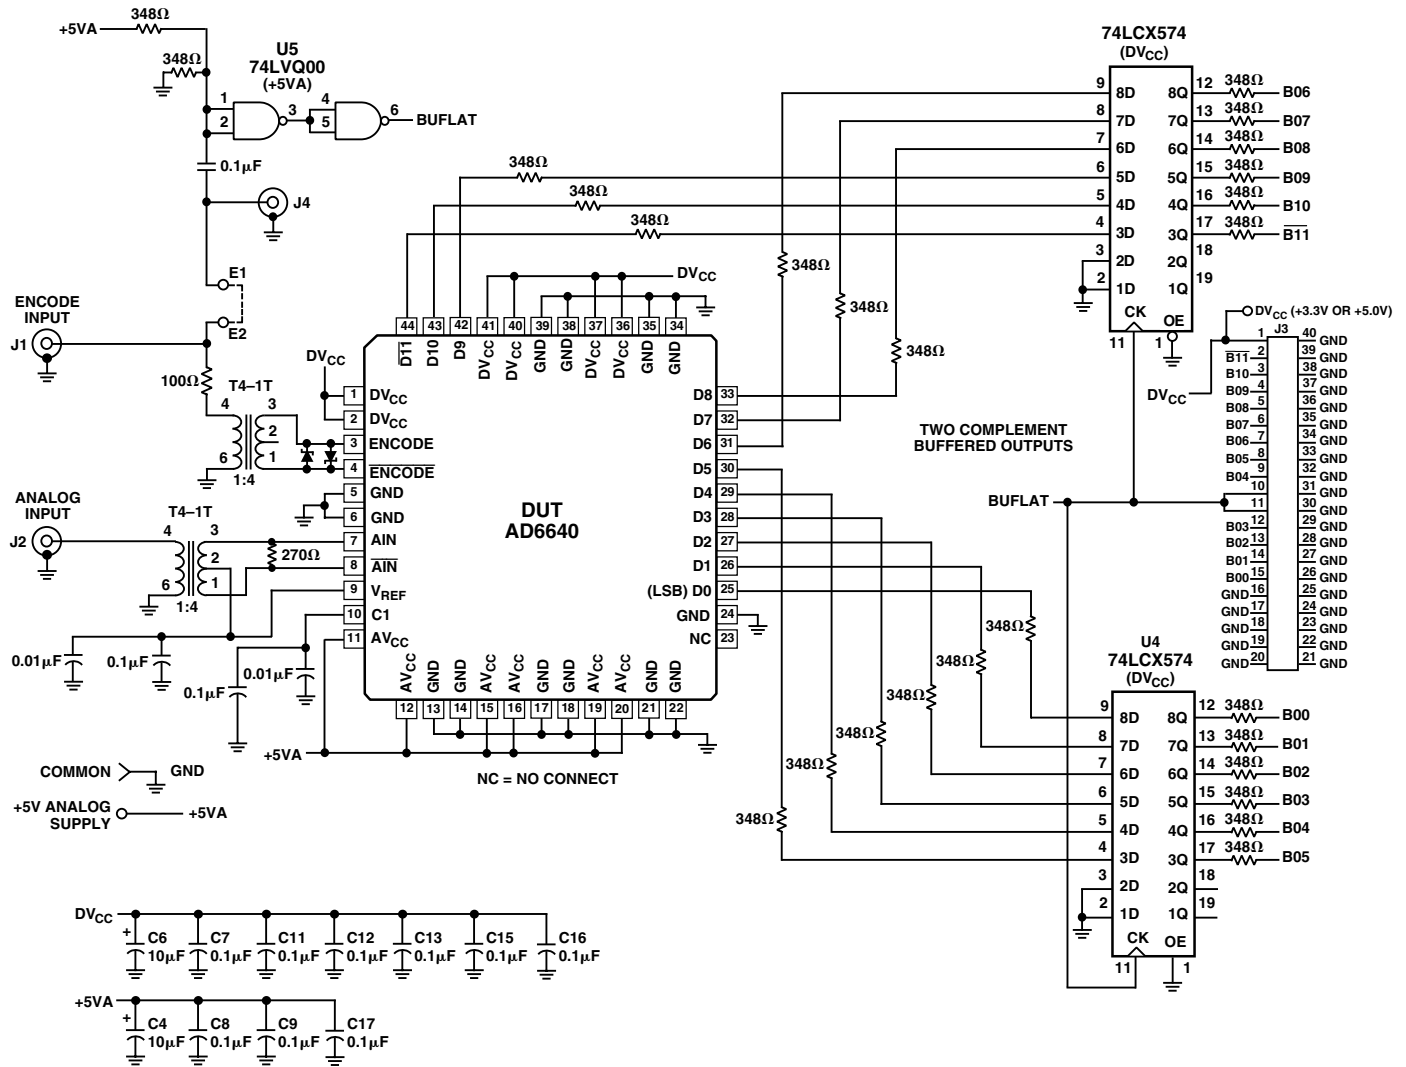 +5VA
348Ω
348Ω
U5
74LVQ00
(+5VA)
1
2
3
4
5
6
BUFLAT
0.1μF
J4
E1
E2
ENCODE
INPUT
J1
100Ω
T4–1T
4
3
2
6
1
1:4
ANALOG
INPUT
J2
T4–1T
4
3
2
6
1
1:4
270Ω
0.01μF
0.1μF
0.1μF
0.01μF
348Ω
348Ω
348Ω
DVCC
44
43
42
41
40
39
38
37
36
35
34
D11
D10
D9
DVCC
DVCC
GND
GND
DVCC
DVCC
GND
GND
DVCC
1 DVCC
2 DVCC
3 ENCODE
4 ENCODE
5 GND
6 GND
7 AIN
8 AIN
9 VREF
10 C1
11 AVCC
DUT
AD6640
D8 33
D7 32
D6 31
D5 30
D4 29
D3 28
D2 27
D1 26
(LSB) D0 25
GND 24
NC 23
AVCC
GND
GND
AVCC
AVCC
GND
GND
AVCC
AVCC
GND
GND
12
13
14
15
16
17
18
19
20
21
22
+5VA
NC = NO CONNECT
COMMON
GND
+5V ANALOG
SUPPLY
+5VA
348Ω
348Ω
348Ω
348Ω
348Ω
348Ω
348Ω
348Ω
348Ω
74LCX574
(DVCC)
9 8D 8Q 12 348Ω B06
8 7D 7Q 13 348Ω B07
7 6D 6Q 14 348Ω B08
6 5D 5Q 15 348Ω B09
5 4D 4Q 16 348Ω B10
4 3D 3Q 17 348Ω B11
3 2D 2Q 18
2 1D 1Q 19
CK
OE
11
1
TWO COMPLEMENT
BUFFERED OUTPUTS
BUFLAT
DVCC (+3.3V OR +5.0V)
J3
DVCC
1 40 GND
B11 2 39 GND
B10 3 38 GND
B09 4 37 GND
B08 5 36 GND
B07 6 35 GND
B06 7 34 GND
B05 8 33 GND
B04 9 32 GND
10 31 GND
11 30 GND
B03 12 29 GND
B02 13 28 GND
B01 14 27 GND
B00 15 26 GND
GND 16 25 GND
GND 17 24 GND
GND 18 23 GND
GND 19 22 GND
GND 20 21 GND
U4
74LCX574
(DVCC)
9 8D 8Q 12 348Ω B00
8 7D 7Q 13 348Ω B01
7 6D 6Q 14 348Ω B02
6 5D 5Q 15 348Ω B03
5 4D 4Q 16 348Ω B04
4 3D 3Q 17 348Ω B05
3 2D 2Q 18
2 1D 1Q 19
CK
OE
11
1
DVCC
+ C6 10μF
C7 0.1μF
C11 0.1μF
C12 0.1μF
C13 0.1μF
C15 0.1μF
C16 0.1μF
+5VA
+ C4 10μF
C8 0.1μF
C9 0.1μF
C17 0.1μF